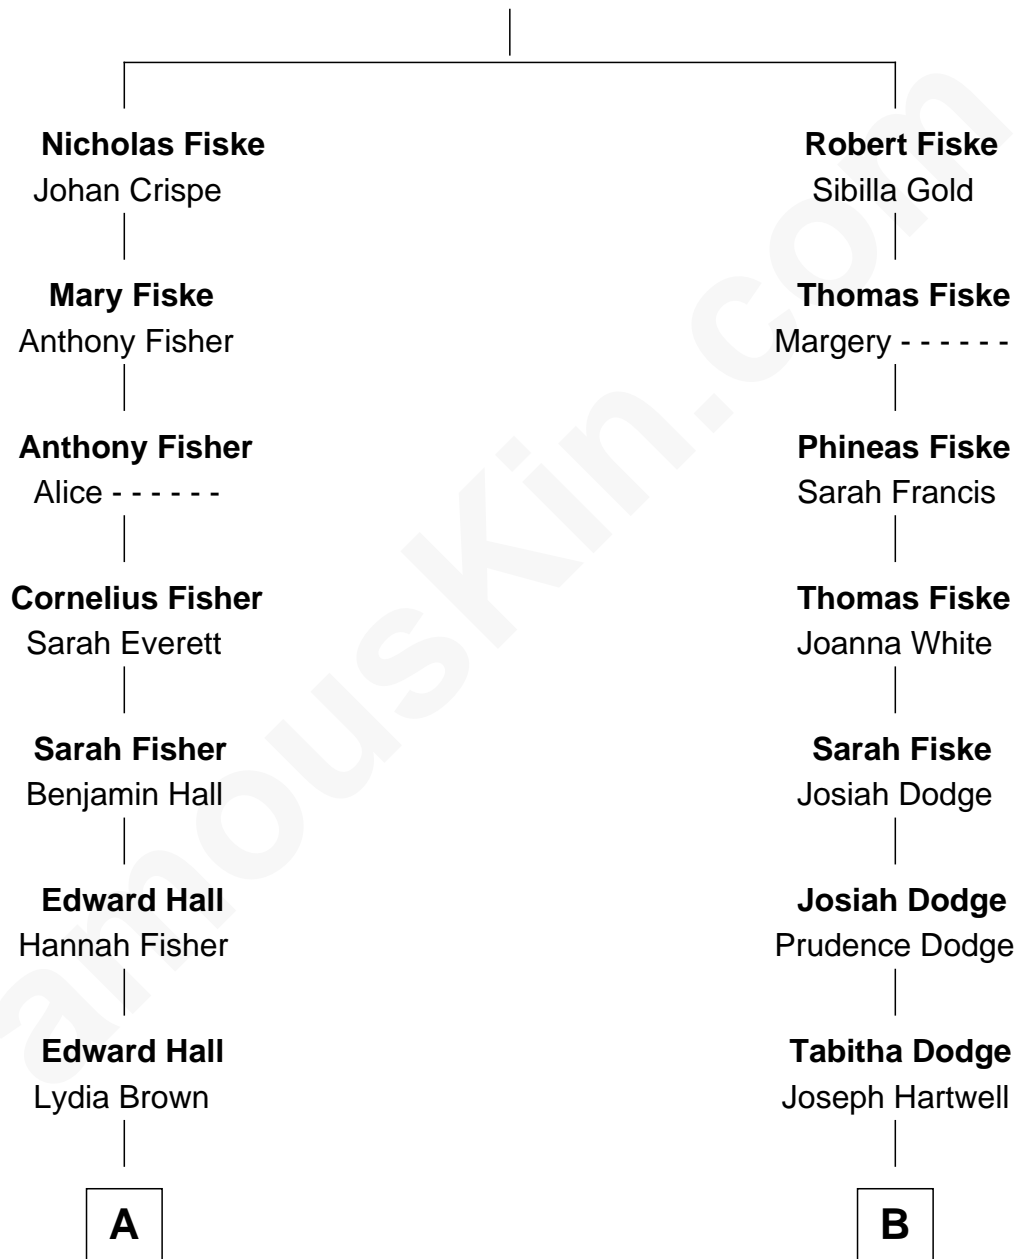 Nicholas Fiske
Johan Crispe
Mary Fiske
Anthony Fisher
Anthony Fisher
Alice - - - - - -
Cornelius Fisher
Sarah Everett
Sarah Fisher
Benjamin Hall
Edward Hall
Hannah Fisher
Edward Hall
Lydia Brown
A
Robert Fiske
Sibilla Gold
Thomas Fiske
Margery - - - - - -
Phineas Fiske
Sarah Francis
Thomas Fiske
Joanna White
Sarah Fiske
Josiah Dodge
Josiah Dodge
Prudence Dodge
Tabitha Dodge
Joseph Hartwell
B
amouskin.com